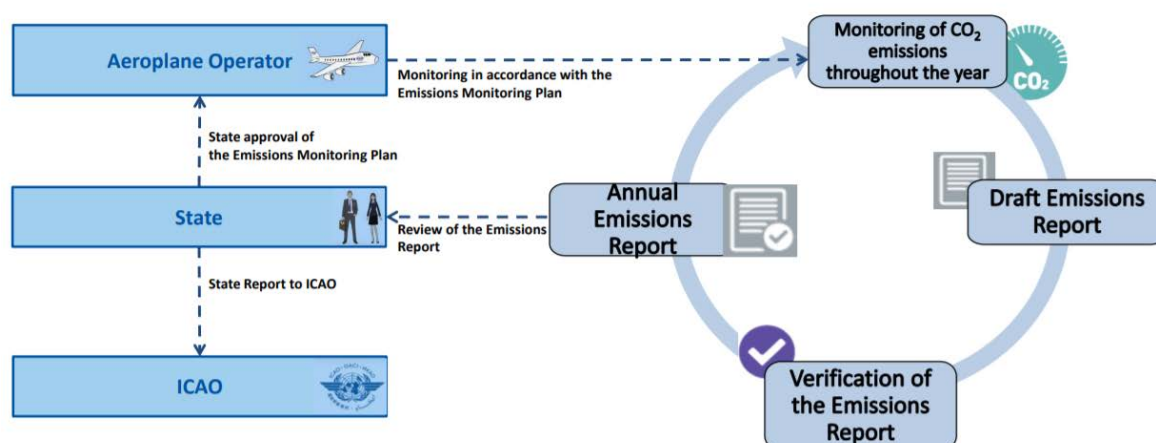 Aeroplane Operator
Monitoring in accordance with the
Emissions Monitoring Plan
Monitoring of CO₂
emissions
throughout the year
CO₂
State approval of
the Emissions Monitoring Plan
Draft Emissions
Report
State
Review of the Emissions
Report
Annual
Emissions
Report
State Report to ICAO
Verification of
the Emissions
Report
ICAO